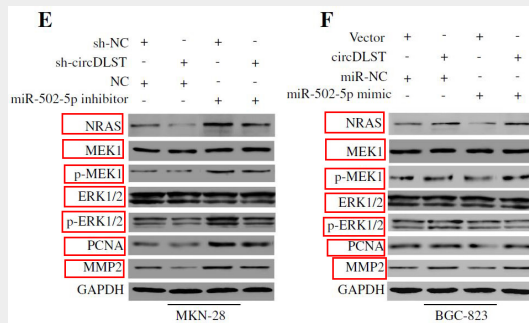 E
sh-NC + - + -
sh-circDLST - + - +
NC + + - -
miR-502-5p inhibitor - - + +
NRAS
MEK1
p-MEK1
ERK1/2
p-ERK1/2
PCNA
MMP2
GAPDH
MKN-28
F
Vector + - + -
circDLST - + - +
miR-NC + + - -
miR-502-5p mimic - - + +
NRAS
MEK1
p-MEK1
ERK1/2
p-ERK1/2
PCNA
MMP2
GAPDH
BGC-823